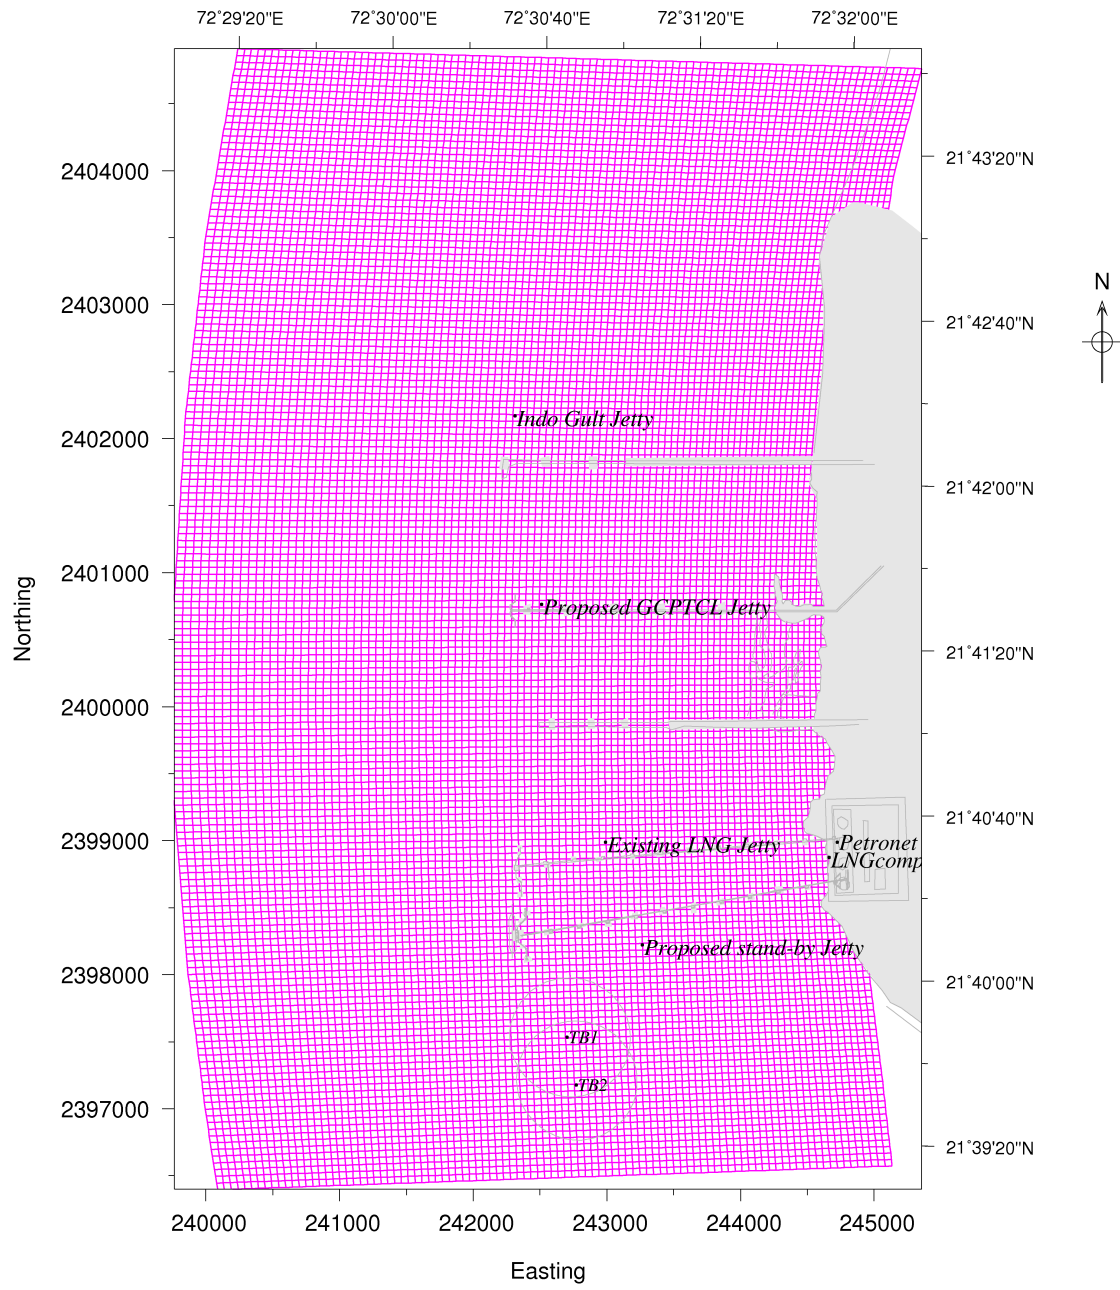 72°29'20"E 72°30'00"E 72°30'40"E 72°31'20"E 72°32'00"E
2404000
21°43'20"N
N
2403000
21°42'40"N
Indo Gult Jetty
2402000
21°42'00"N
2401000
Proposed GCPTCL Jetty
Northing
21°41'20"N
2400000
21°40'40"N
2399000
Existing LNG Jetty
Petronet
LNGcomp
Proposed stand-by Jetty
2398000
21°40'00"N
TB1
TB2
2397000
21°39'20"N
240000 241000 242000 243000 244000 245000
Easting